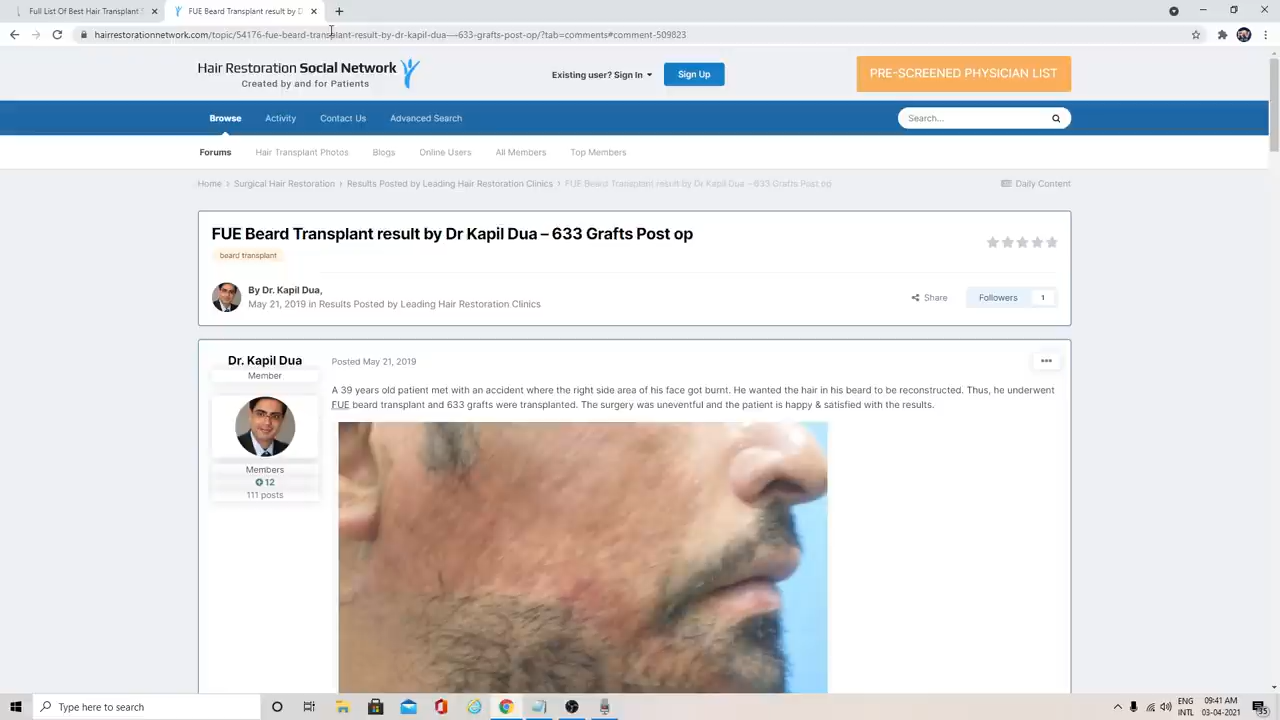 Full List Of Best Hair Transplant S
FUE Beard Transplant result by D
hairrestorationnetwork.com/topic/54176-fue-beard-transplant-result-by-dr-kapil-dua-–-633-grafts-post-op/?tab=comments#comment-509823
Hair Restoration Social Network
Created by and for Patients
Existing user? Sign In
Sign Up
PRE-SCREENED PHYSICIAN LIST
Browse Activity Contact Us Advanced Search
Search...
Forums Hair Transplant Photos Blogs Online Users All Members Top Members
Home > Surgical Hair Restoration > Results Posted by Leading Hair Restoration Clinics > FUE Beard Transplant result by Dr Kapil Dua – 633 Grafts Post op
Daily Content
FUE Beard Transplant result by Dr Kapil Dua – 633 Grafts Post op
beard transplant
By Dr. Kapil Dua,
May 21, 2019 in Results Posted by Leading Hair Restoration Clinics
Share
Followers 1
Dr. Kapil Dua
Member
Members
12
111 posts
Posted May 21, 2019
A 39 years old patient met with an accident where the right side area of his face got burnt. He wanted the hair in his beard to be reconstructed. Thus, he underwent
FUE beard transplant and 633 grafts were transplanted. The surgery was uneventful and the patient is happy & satisfied with the results.
Type here to search
ENG
INTL
09:41 AM
03-04-2021